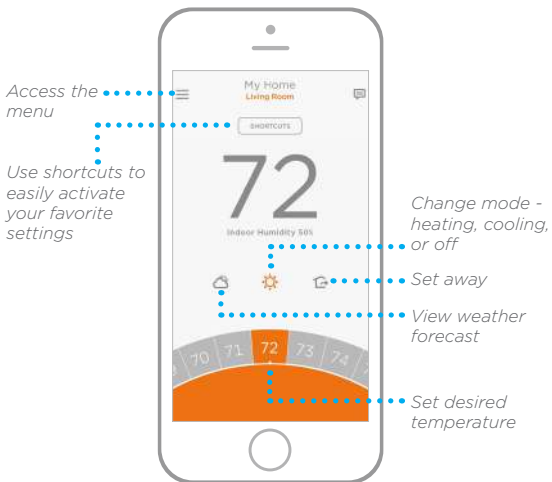 My Home
Living Room
SHORTCUTS
72
Indoor Humidity 50%
70 71 72 73 74
Access the
menu
Use shortcuts to
easily activate
your favorite
settings
Change mode -
heating, cooling,
or off
Set away
View weather
forecast
Set desired
temperature